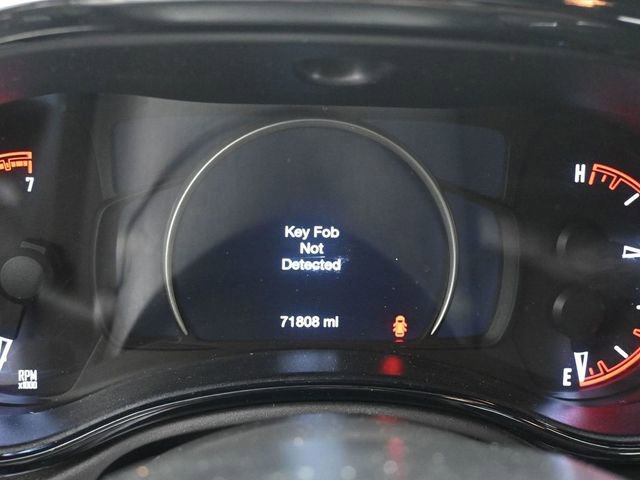 7
H
Key Fob
Not
Detected
71808 mi
RPM
x1000
E